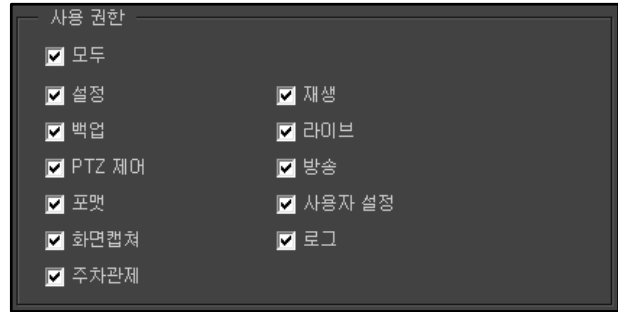 사용 권한
모두
설정 재생
백업 라이브
PTZ 제어 방송
포맷 사용자 설정
화면캡쳐 로그
주차관제